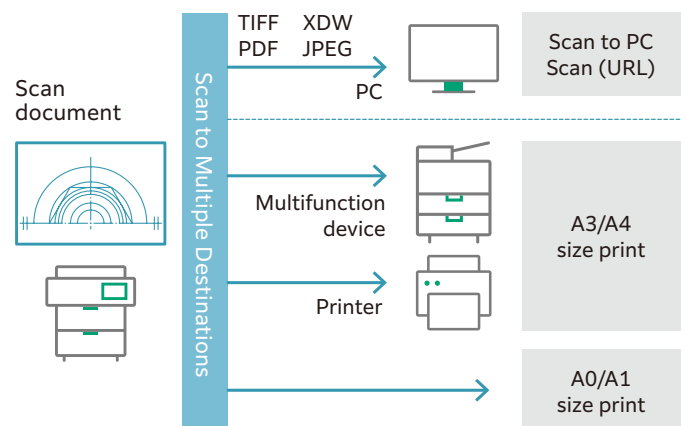 Scan
document
Scan to Multiple Destinations
TIFF XDW
PDF JPEG
PC
Scan to PC
Scan (URL)
Multifunction
device
Printer
A3/A4
size print
A0/A1
size print